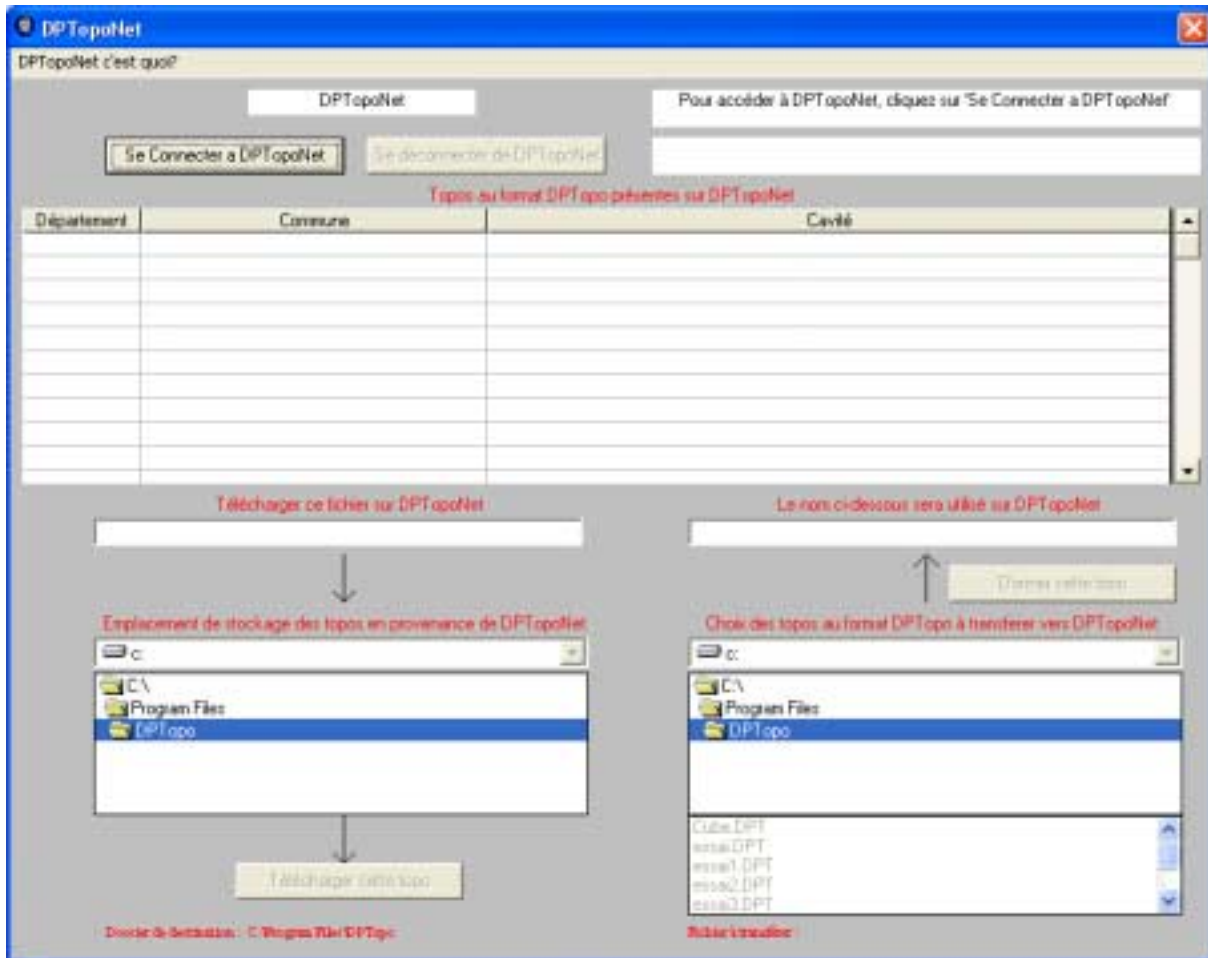 DPTopoNet
DPTopoNet c'est quoi?
DPTopoNet
Pour accéder à DPTopoNet, cliquez sur 'Se Connecter a DPTopoNet'
Se Connecter a DPTopoNet
Se déconnecter de DPTopoNet
Topos au format DPTopo présentes sur DPTopoNet
Département
Commune
Cavité
Télécharger ce fichier sur DPTopoNet
Le nom ci-dessous sera utilisé sur DPTopoNet
Donner cette topo
Emplacement de stockage des topos en provenance de DPTopoNet
Choix des topos au format DPTopo à transferer vers DPTopoNet
c:
c:
C:\
Program Files
DPTopo
C:\
Program Files
DPTopo
Cube.DPT
essai.DPT
essai1.DPT
essai2.DPT
essai3.DPT
Télécharger cette topo
Dossier de destination : C:\Program Files\DPTopo
Fichier à transférer :